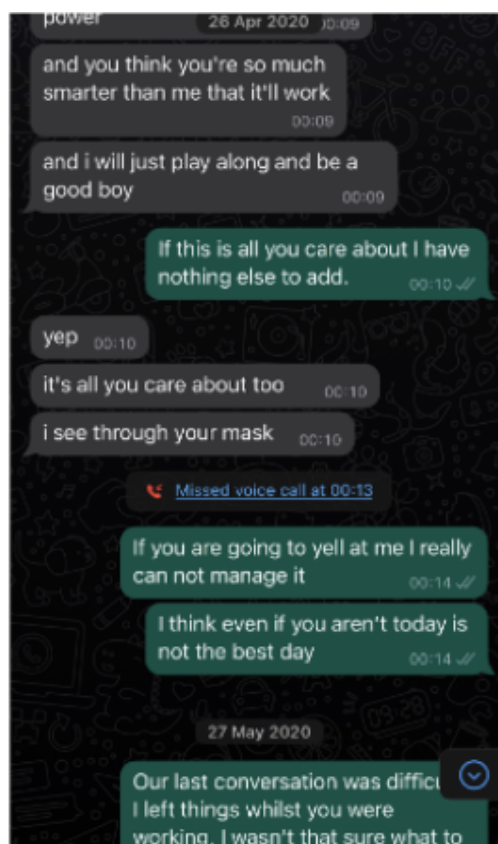 power 00:09
26 Apr 2020
and you think you're so much
smarter than me that it'll work
00:09
and i will just play along and be a
good boy 00:09
If this is all you care about I have
nothing else to add. 00:10
yep 00:10
it's all you care about too 00:10
i see through your mask 00:10
Missed voice call at 00:13
If you are going to yell at me I really
can not manage it 00:14
I think even if you aren't today is
not the best day 00:14
27 May 2020
Our last conversation was
I left things whilst you were
working. I wasn't that sure what to